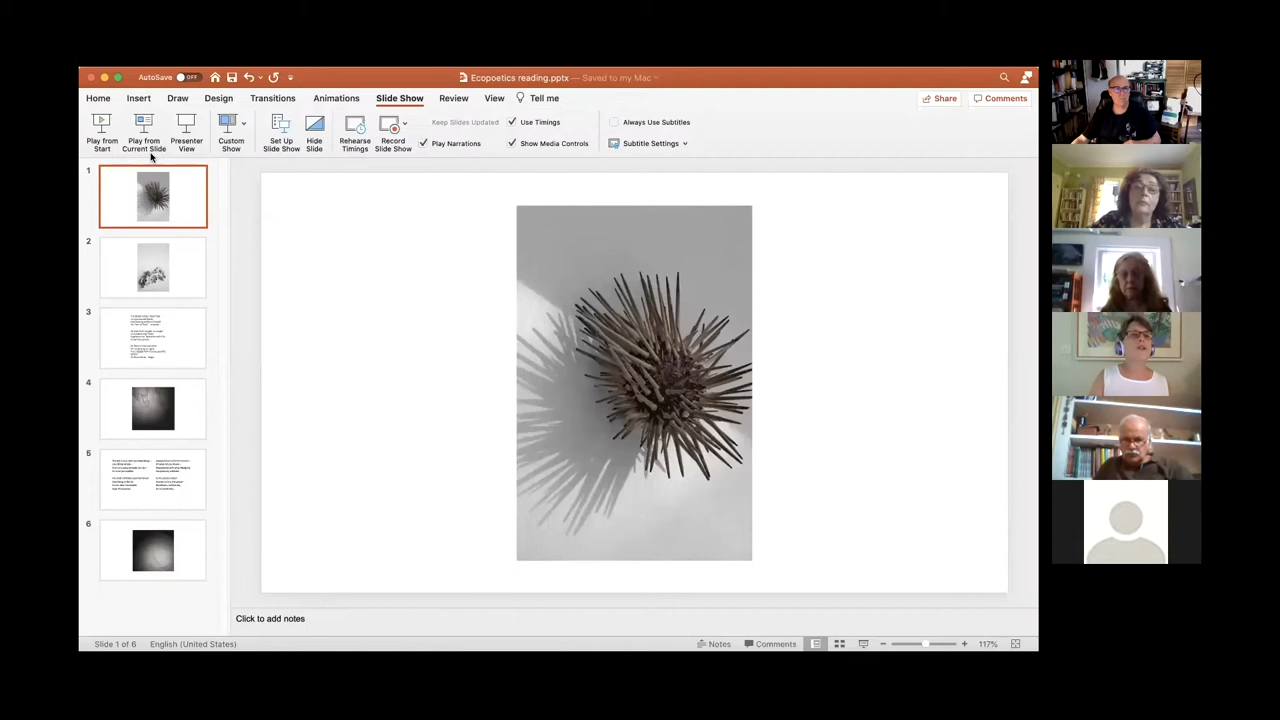 AutoSave OFF
Ecopoetics reading.pptx — Saved to my Mac
Home Insert Draw Design Transitions Animations Slide Show Review View Tell me
Share Comments
Play from Start
Play from Current Slide
Presenter View
Custom Show
Set Up Slide Show
Hide Slide
Rehearse Timings
Record Slide Show
Keep Slides Updated
Use Timings
Always Use Subtitles
Play Narrations
Show Media Controls
Subtitle Settings
1
2
3
4
5
6
Click to add notes
Slide 1 of 6 English (United States) Notes Comments 117%